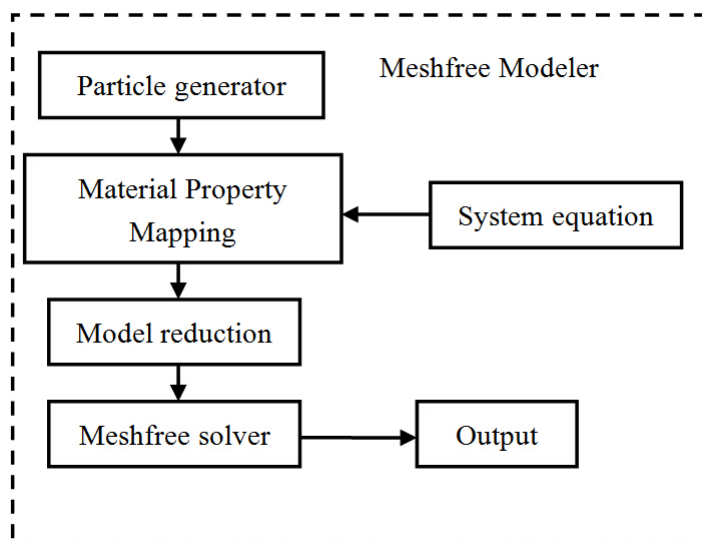 Meshfree Modeler
Particle generator
Material Property
Mapping
System equation
Model reduction
Meshfree solver
Output